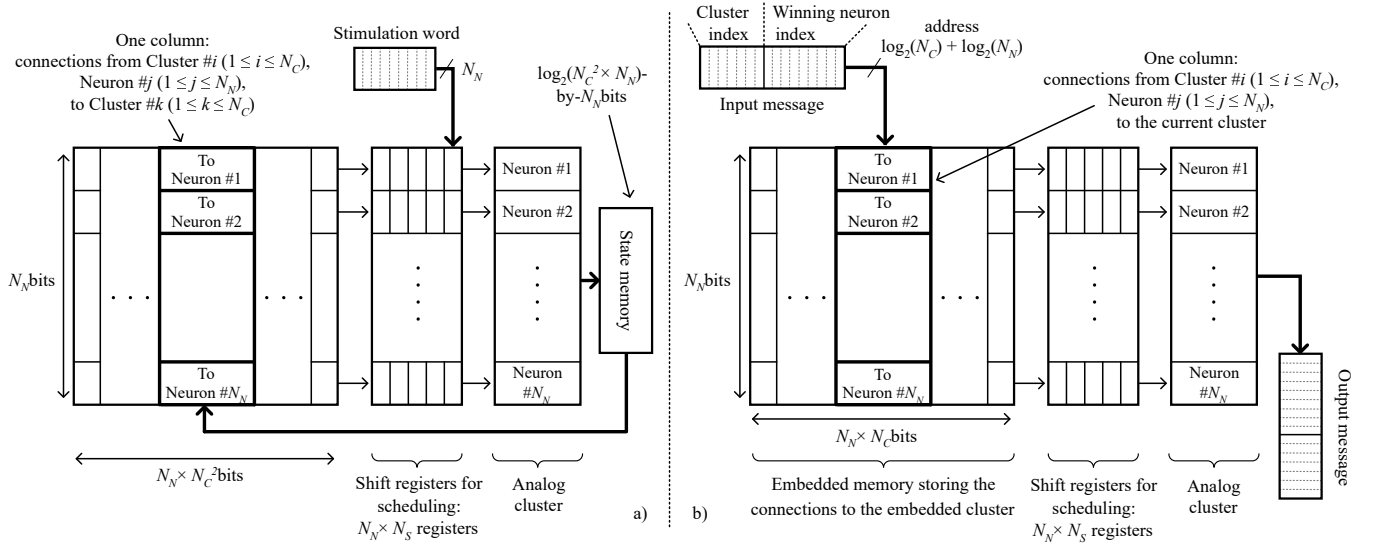 One column:
connections from Cluster #i (1 ≤ i ≤ N_C),
Neuron #j (1 ≤ j ≤ N_N),
to Cluster #k (1 ≤ k ≤ N_C)
Stimulation word
N_N
log₂(N_C² × N_N)-
by-N_N bits
To
Neuron #1
To
Neuron #2
To
Neuron #N_N
N_N bits
. . .
. . .
Neuron #1
Neuron #2
Neuron
#N_N
State memory
N_N × N_C² bits
Shift registers for
scheduling:
N_N × N_S registers
Analog
cluster
a)
Cluster
index
Winning neuron
index
Input message
address
log₂(N_C) + log₂(N_N)
One column:
connections from Cluster #i (1 ≤ i ≤ N_C),
Neuron #j (1 ≤ j ≤ N_N),
to the current cluster
To
Neuron #1
To
Neuron #2
To
Neuron #N_N
N_N bits
. . .
. . .
Neuron #1
Neuron #2
Neuron
#N_N
Output message
N_N × N_C bits
Embedded memory storing the
connections to the embedded cluster
Shift registers for
scheduling:
N_N × N_S registers
Analog
cluster
b)